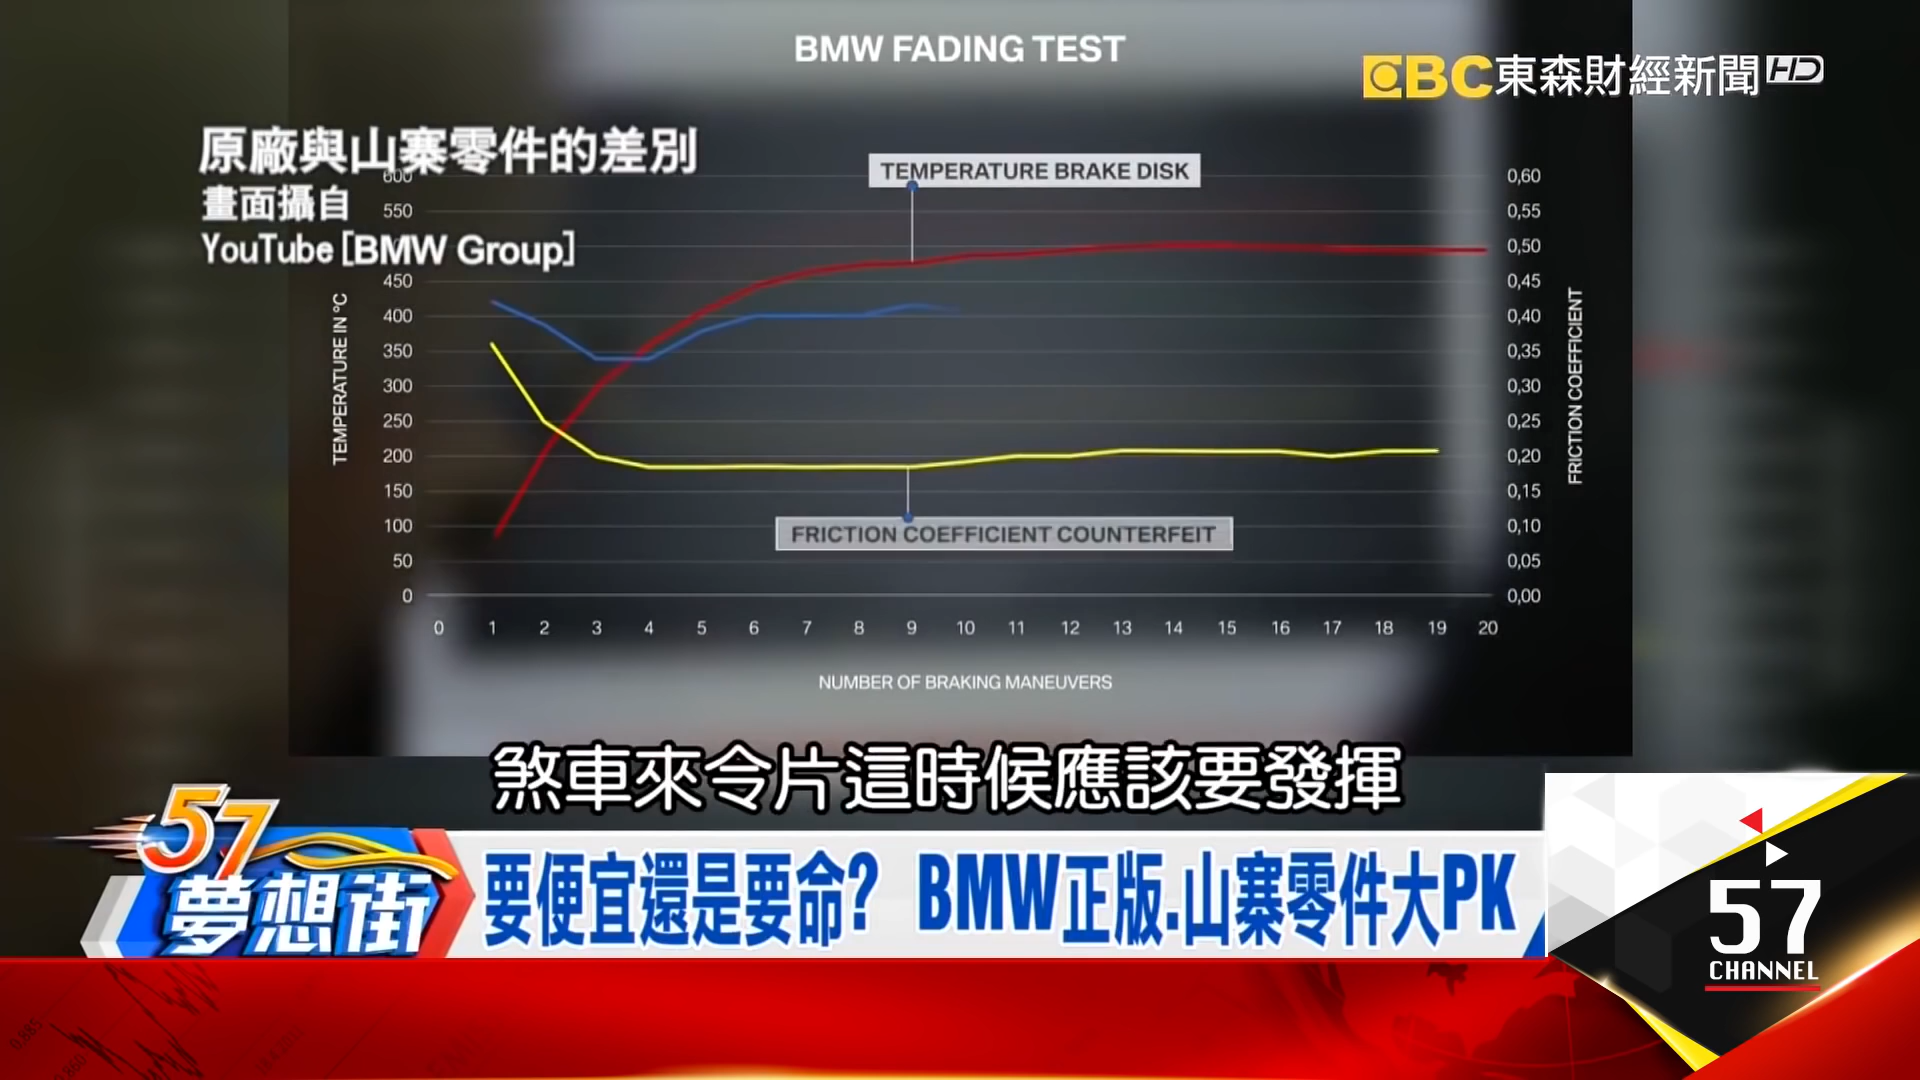 BMW FADING TEST
EBC東森財經新聞HD
原廠與山寨零件的差別
畫面攝自
YouTube [BMW Group]
TEMPERATURE BRAKE DISK
600
550
450
400
350
300
250
200
150
100
50
0
TEMPERATURE IN °C
0,60
0,55
0,50
0,45
0,40
0,35
0,30
0,25
0,20
0,15
0,10
0,05
0,00
FRICTION COEFFICIENT
FRICTION COEFFICIENT COUNTERFEIT
0 1 2 3 4 5 6 7 8 9 10 11 12 13 14 15 16 17 18 19 20
NUMBER OF BRAKING MANEUVERS
煞車來令片這時候應該要發揮
57
夢想街
要便宜還是要命? BMW正版.山寨零件大PK
57
CHANNEL